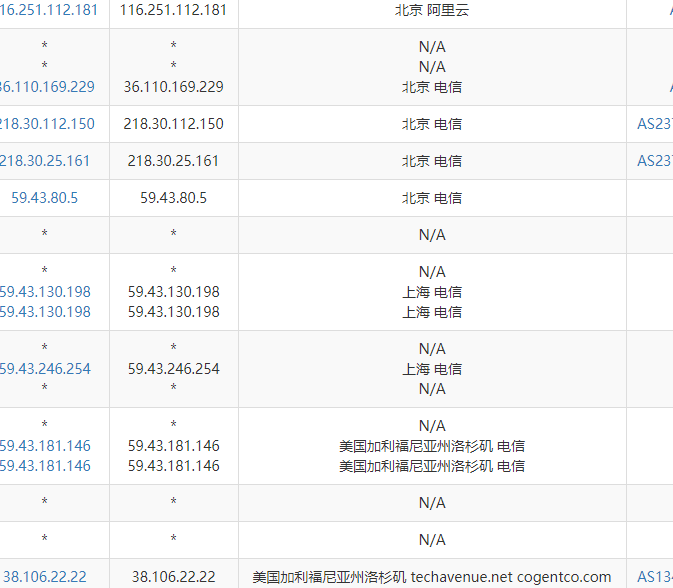 16.251.112.181 116.251.112.181 北京 阿里云
* * N/A
* * N/A
36.110.169.229 36.110.169.229 北京 电信
218.30.112.150 218.30.112.150 北京 电信 AS237
218.30.25.161 218.30.25.161 北京 电信 AS237
59.43.80.5 59.43.80.5 北京 电信
* * N/A
* * N/A
59.43.130.198 59.43.130.198 上海 电信
59.43.130.198 59.43.130.198 上海 电信
* * N/A
59.43.246.254 59.43.246.254 上海 电信
* * N/A
* * N/A
59.43.181.146 59.43.181.146 美国加利福尼亚州洛杉矶 电信
59.43.181.146 59.43.181.146 美国加利福尼亚州洛杉矶 电信
* * N/A
* * N/A
38.106.22.22 38.106.22.22 美国加利福尼亚州洛杉矶 techavenue.net cogentco.com AS134